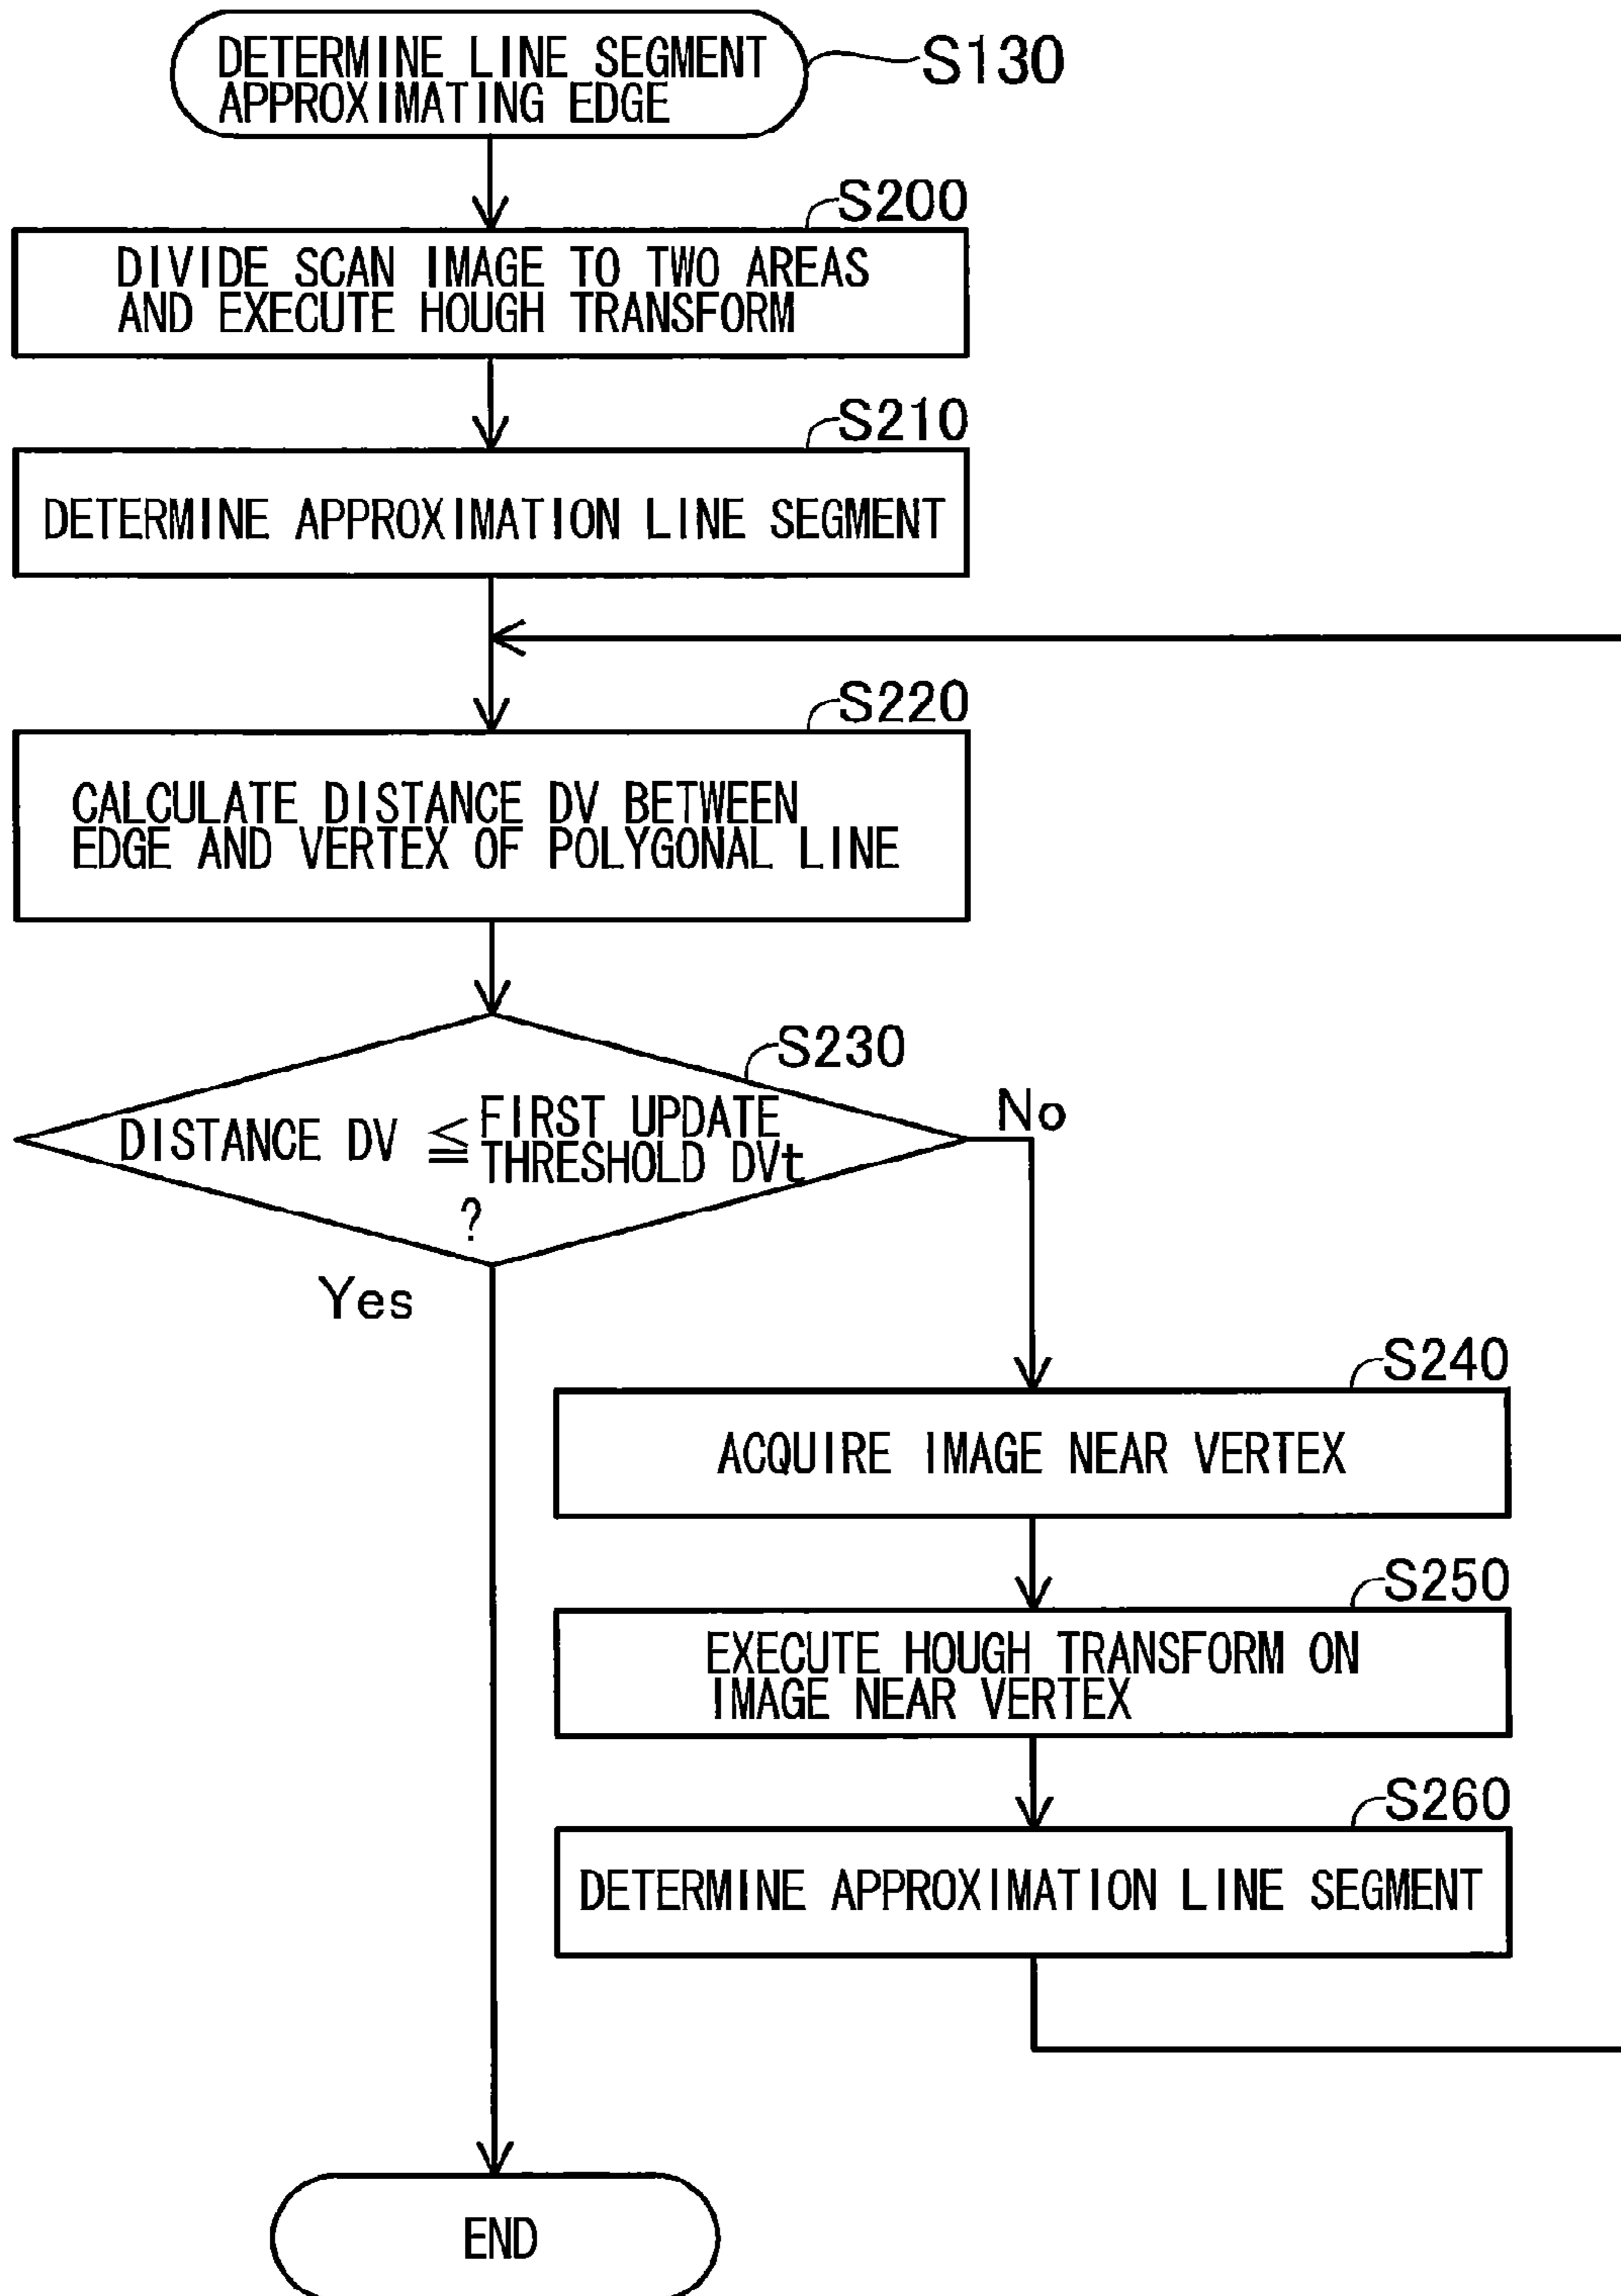 DETERMINE LINE SEGMENT
APPROXIMATING EDGE
S130
S200
DIVIDE SCAN IMAGE TO TWO AREAS
AND EXECUTE HOUGH TRANSFORM
S210
DETERMINE APPROXIMATION LINE SEGMENT
S220
CALCULATE DISTANCE DV BETWEEN
EDGE AND VERTEX OF POLYGONAL LINE
S230
DISTANCE DV ≦ FIRST UPDATE
THRESHOLD DVt
?
No
Yes
S240
ACQUIRE IMAGE NEAR VERTEX
S250
EXECUTE HOUGH TRANSFORM ON
IMAGE NEAR VERTEX
S260
DETERMINE APPROXIMATION LINE SEGMENT
END